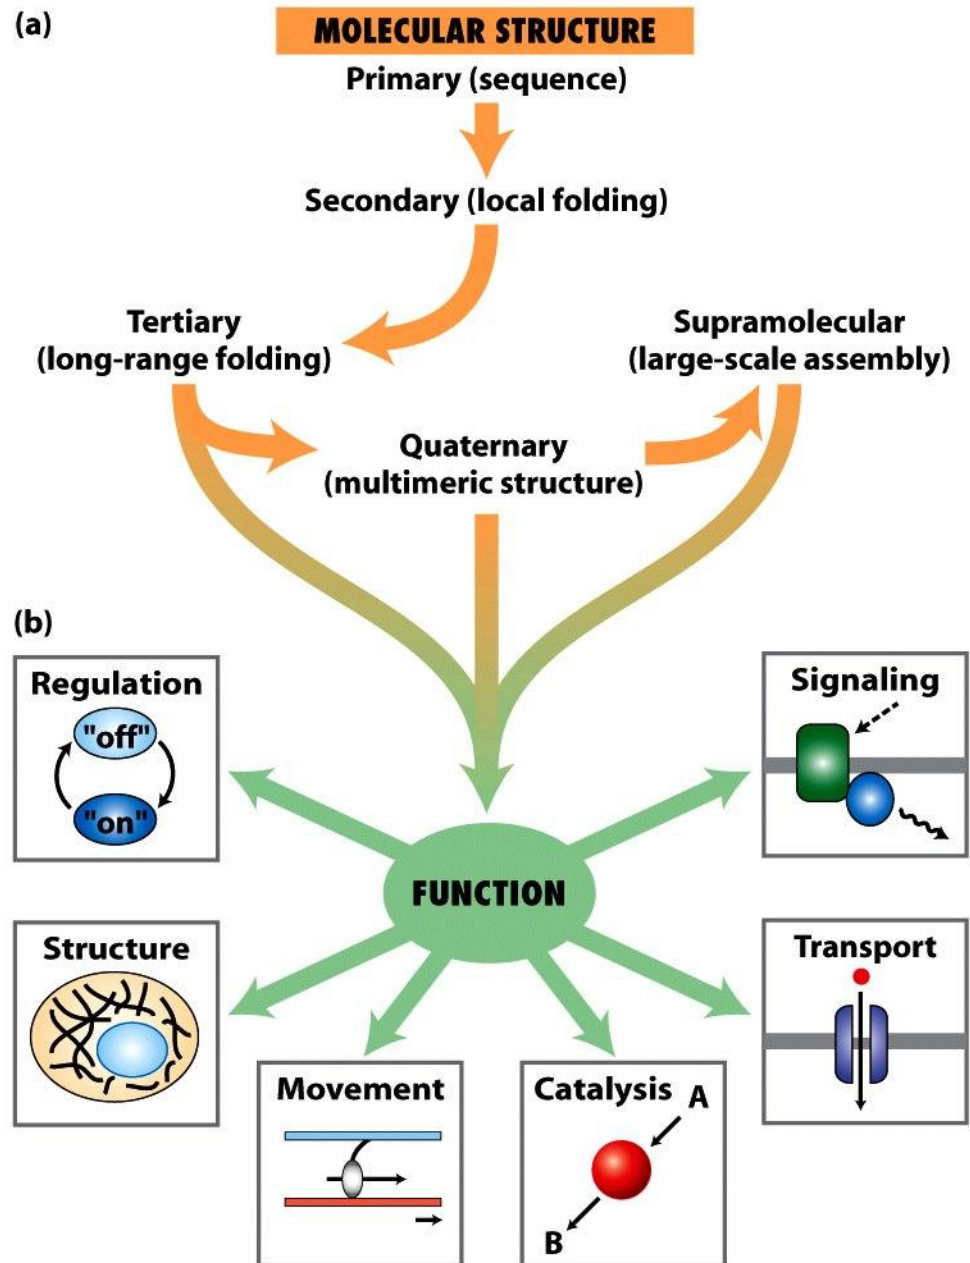 (a)
MOLECULAR STRUCTURE
Primary (sequence)
Secondary (local folding)
Tertiary
(long-range folding)
Supramolecular
(large-scale assembly)
Quaternary
(multimeric structure)
(b)
Regulation
"off"
"on"
Signaling
FUNCTION
Structure
Transport
Movement
Catalysis
A
B